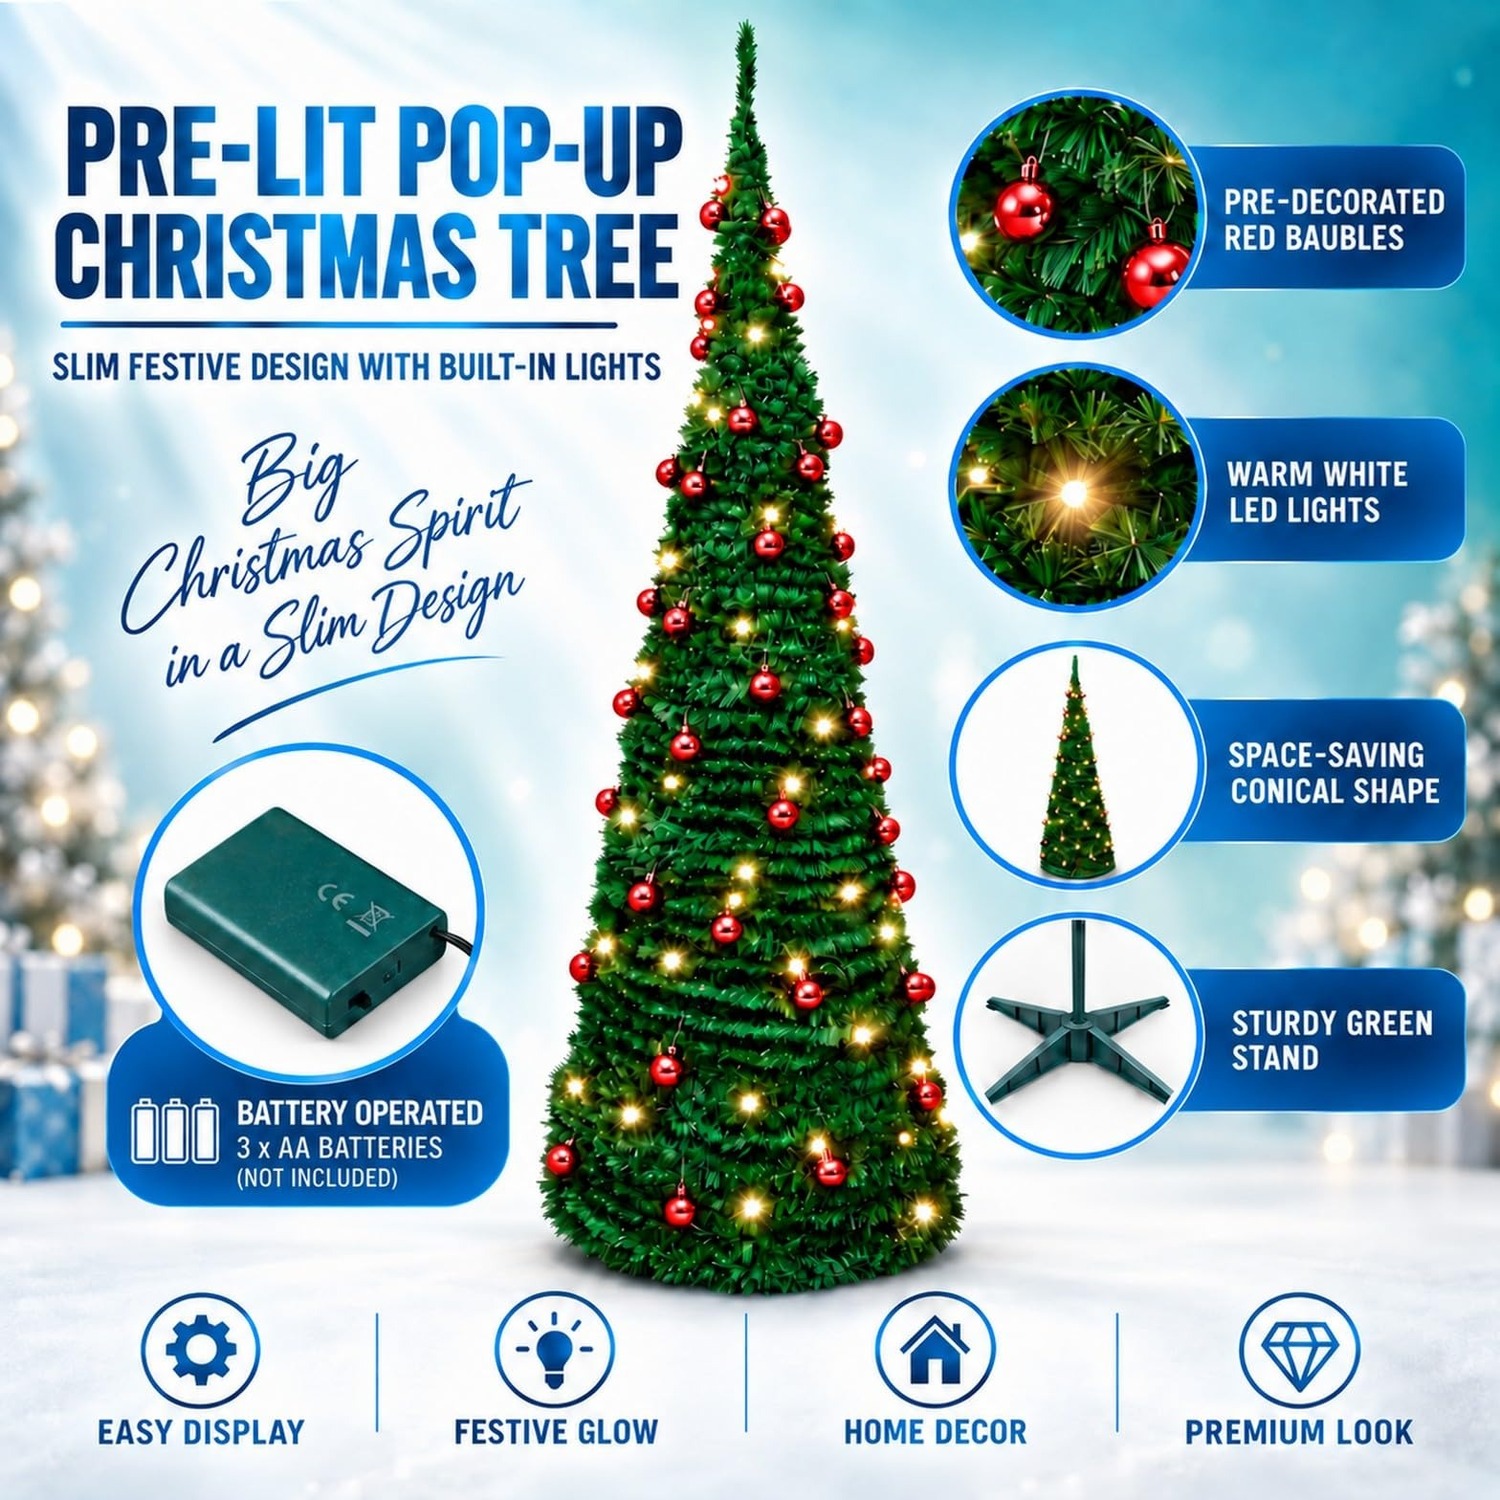 PRE-LIT POP-UP
CHRISTMAS TREE
SLIM FESTIVE DESIGN WITH BUILT-IN LIGHTS
Big
Christmas Spirit
in a Slim Design
CE
BATTERY OPERATED
3 x AA BATTERIES
(NOT INCLUDED)
PRE-DECORATED
RED BAUBLES
WARM WHITE
LED LIGHTS
SPACE-SAVING
CONICAL SHAPE
STURDY GREEN
STAND
EASY DISPLAY
FESTIVE GLOW
HOME DECOR
PREMIUM LOOK